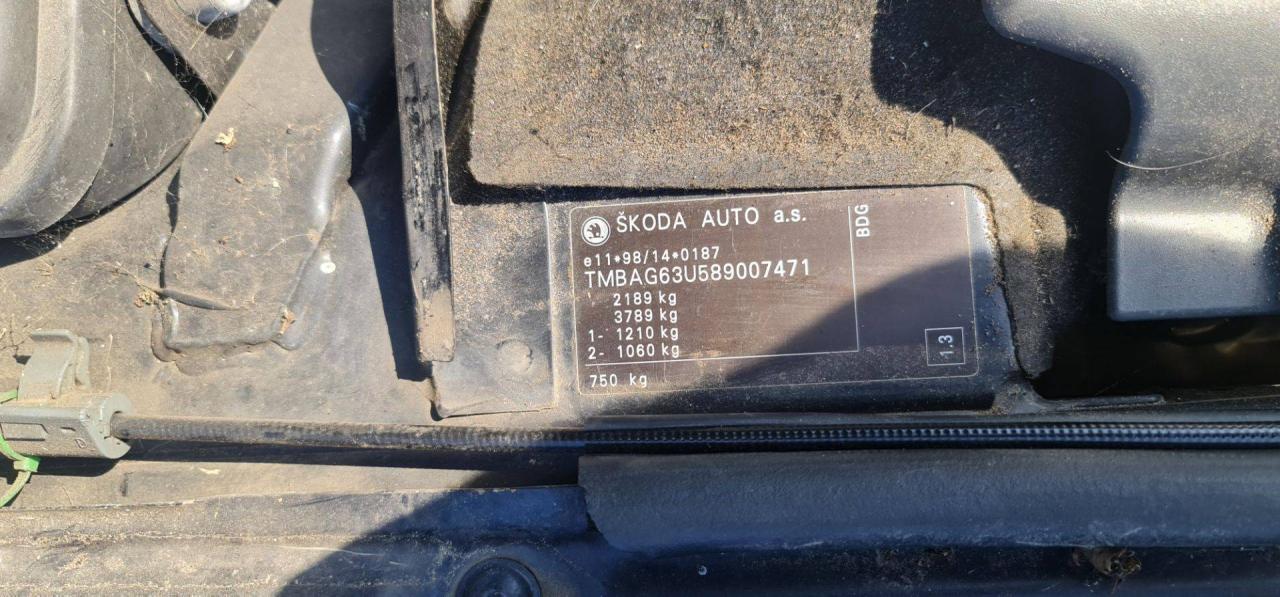 ŠKODA AUTO a.s.
BDG
e11*98/14*0187
TMBAG63U589007471
2189 kg
3789 kg
1- 1210 kg
2- 1060 kg
750 kg
1.3